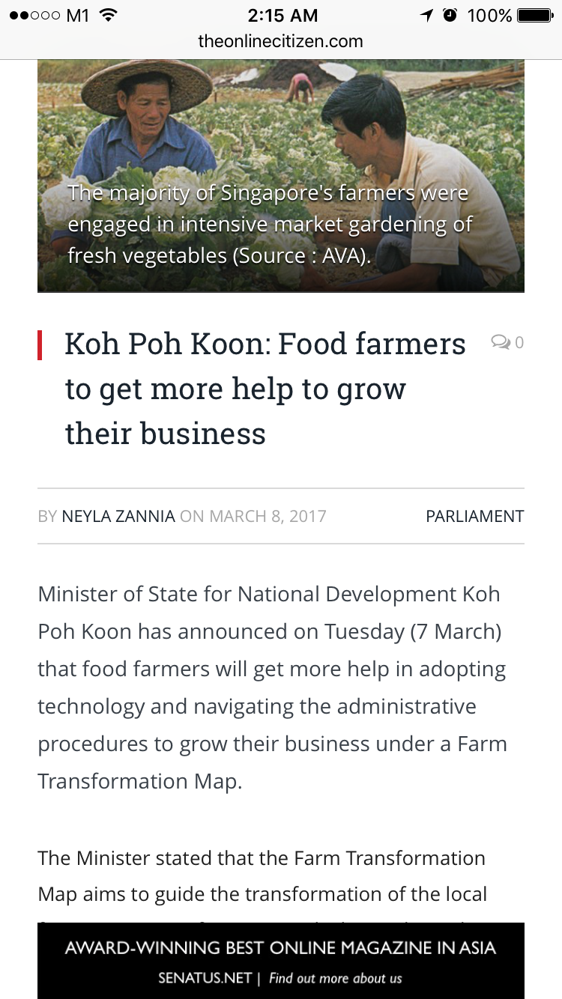 M1 2:15 AM 100%
theonlinecitizen.com
The majority of Singapore's farmers were
engaged in intensive market gardening of
fresh vegetables (Source : AVA).
Koh Poh Koon: Food farmers
to get more help to grow
their business
0
BY NEYLA ZANNIA ON MARCH 8, 2017 PARLIAMENT
Minister of State for National Development Koh
Poh Koon has announced on Tuesday (7 March)
that food farmers will get more help in adopting
technology and navigating the administrative
procedures to grow their business under a Farm
Transformation Map.
The Minister stated that the Farm Transformation
Map aims to guide the transformation of the local
AWARD-WINNING BEST ONLINE MAGAZINE IN ASIA
SENATUS.NET | Find out more about us